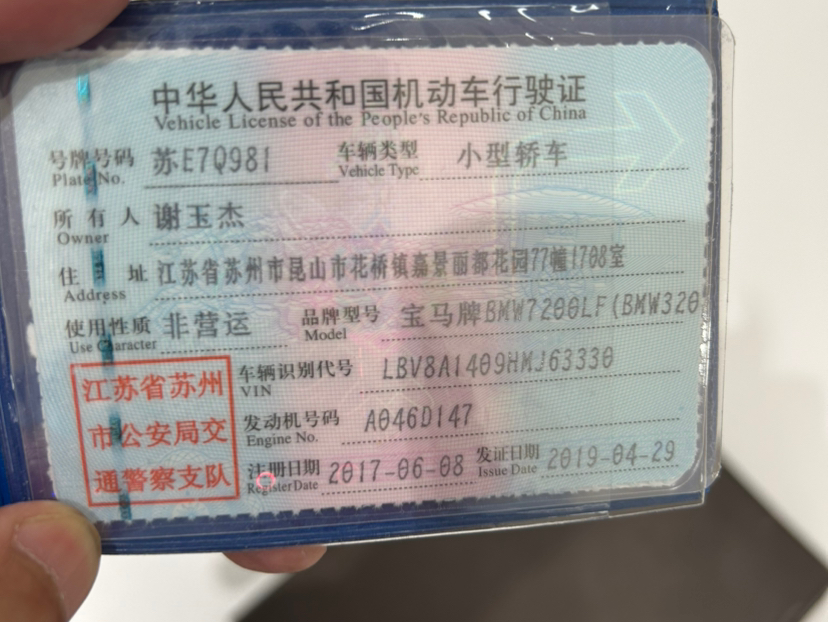 中华人民共和国机动车行驶证
Vehicle License of the People's Republic of China
号牌号码 苏E7Q981 车辆类型 小型轿车
Plate No. Vehicle Type
所有人 谢玉杰
Owner
住址 江苏省苏州市昆山市花桥镇嘉景丽都花园77幢1708室
Address
使用性质 非营运 品牌型号 宝马牌BMW7200LF(BMW320
Use Character Model
江苏省苏州 车辆识别代号 LBV8A1409HMJ63330
VIN
市公安局交 发动机号码 A046D147
Engine No.
通警察支队 注册日期 2017-06-08 发证日期 2019-04-29
Register Date Issue Date